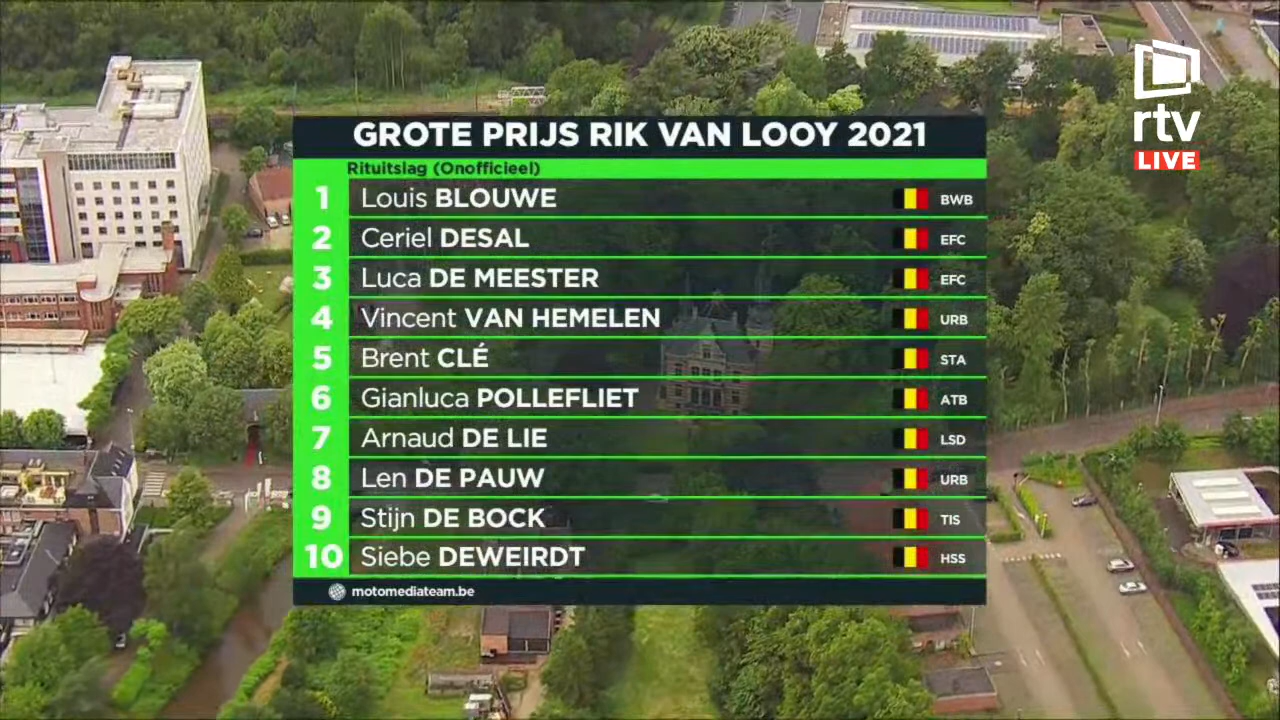 rtv
LIVE
GROTE PRIJS RIK VAN LOOY 2021
Rituitslag (Onofficieel)
1 Louis BLOUWE BWB
2 Ceriel DESAL EFC
3 Luca DE MEESTER EFC
4 Vincent VAN HEMELEN URB
5 Brent CLÉ STA
6 Gianluca POLLEFLIET ATB
7 Arnaud DE LIE LSD
8 Len DE PAUW URB
9 Stijn DE BOCK TIS
10 Siebe DEWEIRDT HSS
motomediateam.be